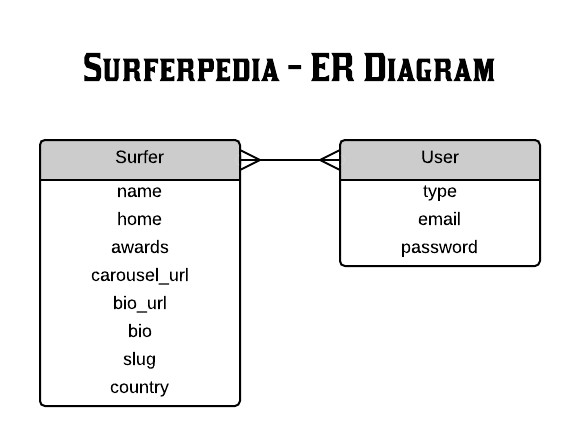 Surferpedia - ER Diagram
Surfer
name
home
awards
carousel_url
bio_url
bio
slug
country
User
type
email
password